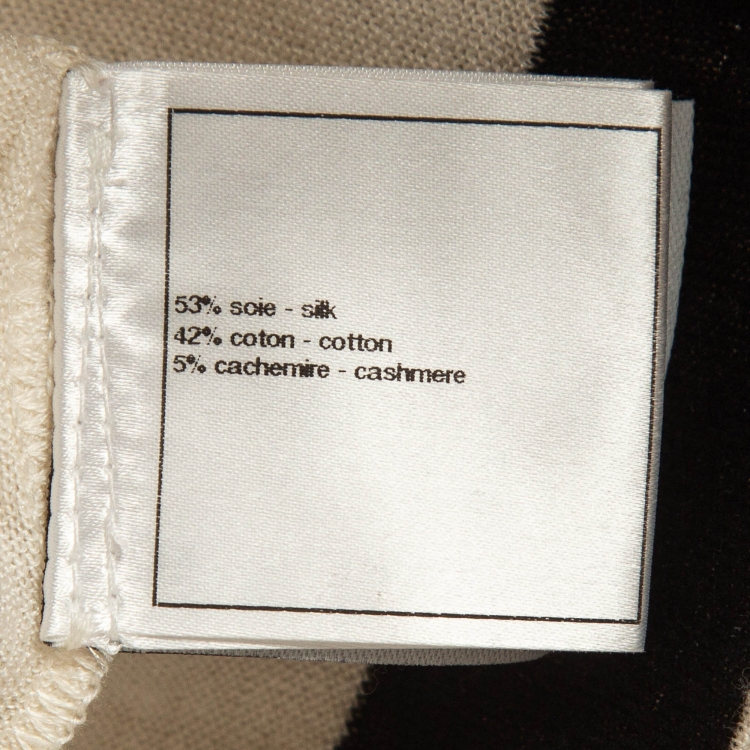 53% soie - silk
42% coton - cotton
5% cachemire - cashmere